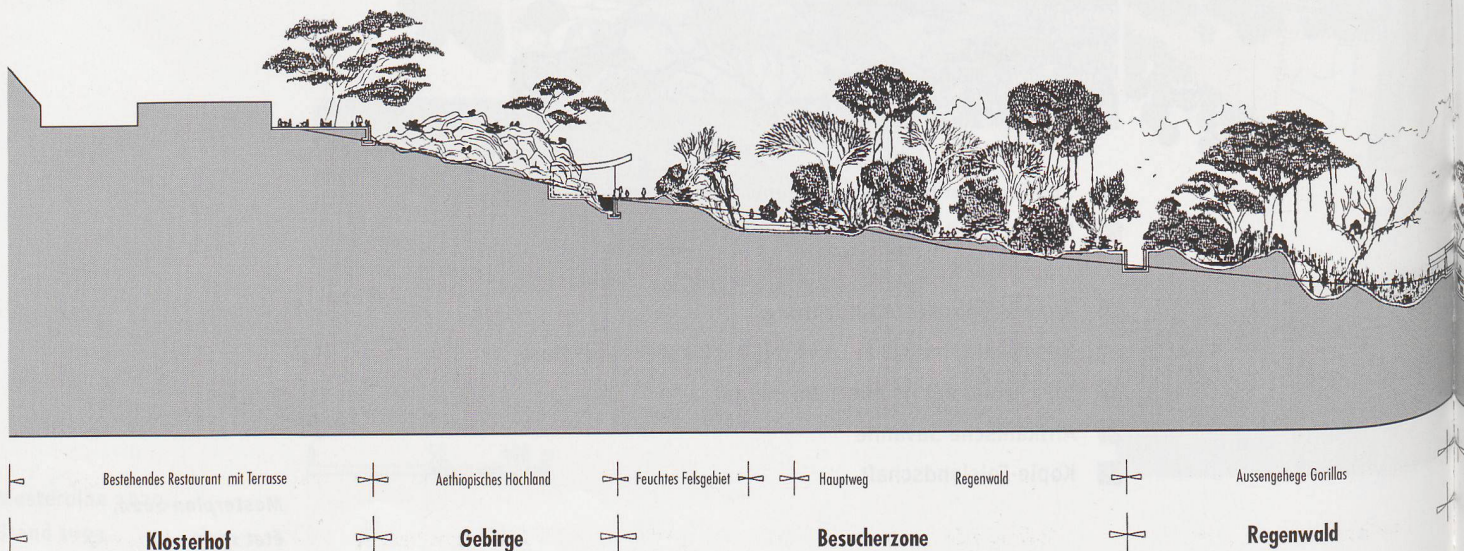 Bestehendes Restaurant mit Terrasse Aethiopisches Hochland Feuchtes Felsgebiet Hauptweg Regenwald Aussengehege Gorillas
Klosterhof Gebirge Besucherzone Regenwald